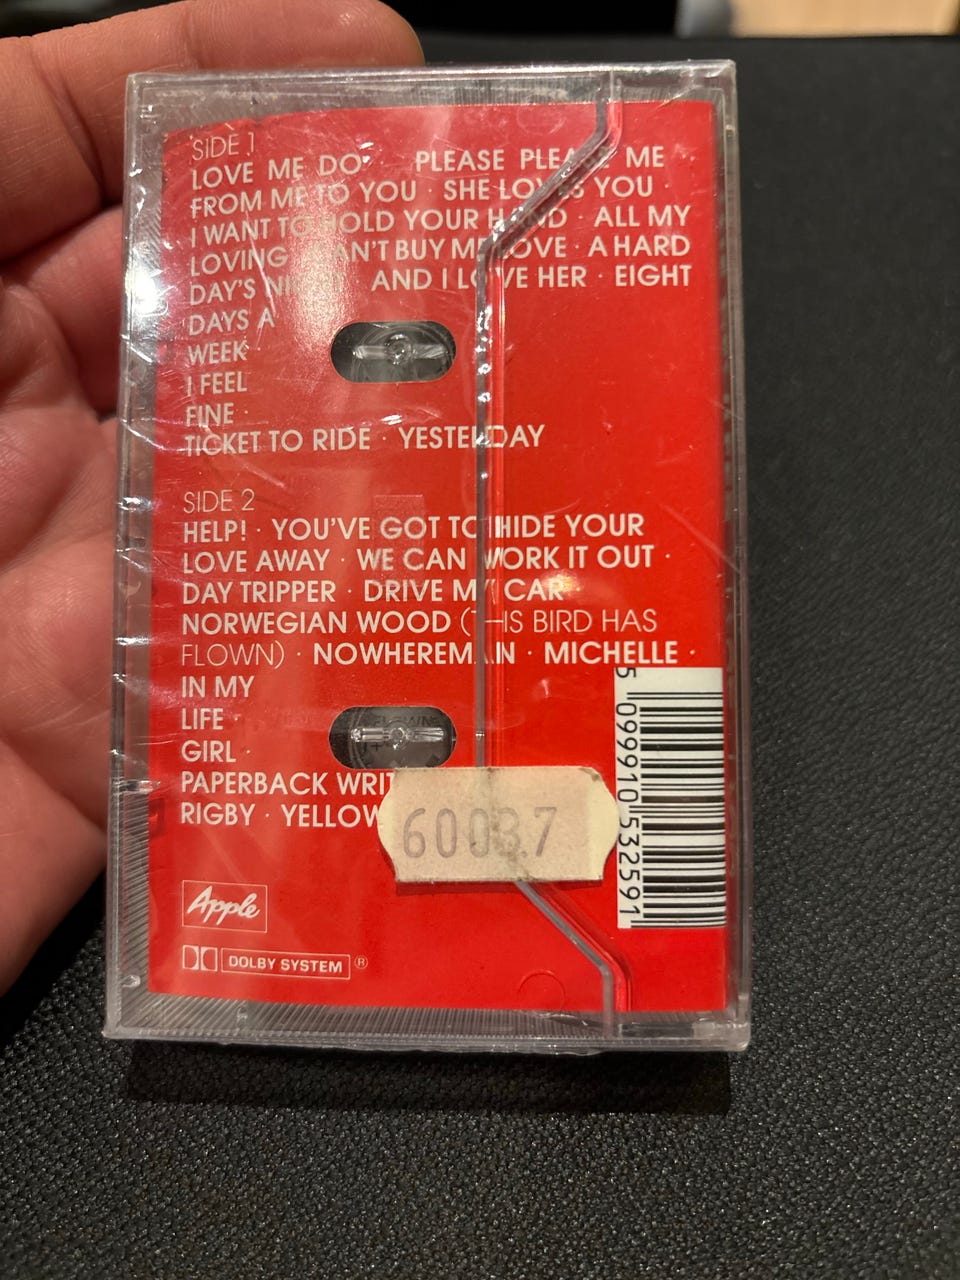 SIDE 1
LOVE ME DO · PLEASE PLEASE ME ·
FROM ME TO YOU · SHE LOVES YOU ·
I WANT TO HOLD YOUR HAND · ALL MY
LOVING · CAN'T BUY ME LOVE · A HARD
DAY'S AND I LOVE HER · EIGHT
DAYS A
WEEK ·
I FEEL
FINE ·
TICKET TO RIDE · YESTERDAY
SIDE 2
HELP! · YOU'VE GOT TO HIDE YOUR
LOVE AWAY · WE CAN WORK IT OUT ·
DAY TRIPPER · DRIVE MY CAR ·
NORWEGIAN WOOD (THIS BIRD HAS
FLOWN) · NOWHERE MAN · MICHELLE ·
IN MY
LIFE ·
GIRL ·
PAPERBACK WRIT
RIGBY · YELLOW
60037
5 099910 532591
Apple
DOLBY SYSTEM ®